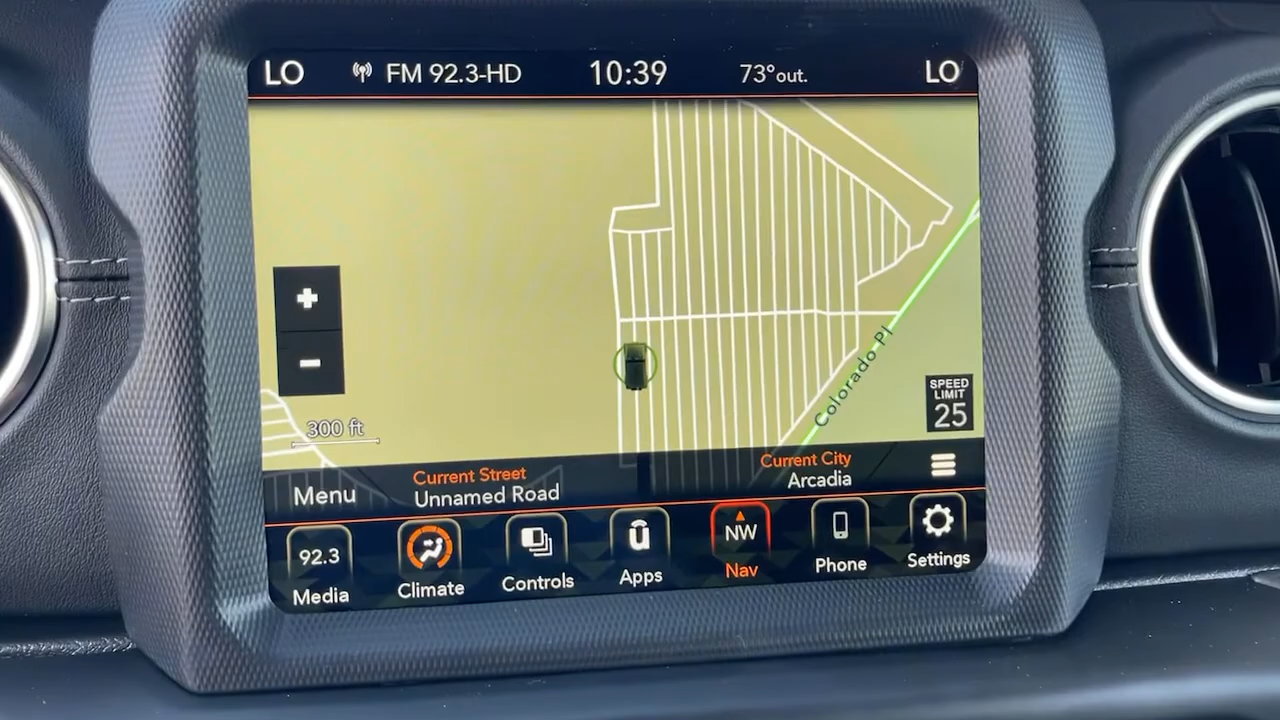 LO FM 92.3-HD 10:39 73°out. LO
+
−
Colorado Pl
SPEED
LIMIT
25
300 ft
Menu
Current Street
Unnamed Road
Current City
Arcadia
92.3
NW
Media
Climate
Controls
Apps
Nav
Phone
Settings